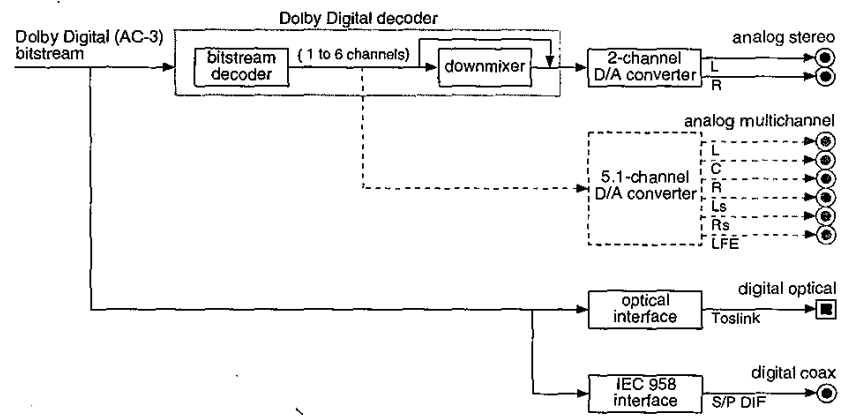 Dolby Digital decoder
Dolby Digital (AC-3)
bitstream
bitstream
decoder
( 1 to 6 channels)
downmixer
2-channel
D/A converter
analog stereo
L
R
analog multichannel
5.1-channel
D/A converter
L
C
R
Ls
Rs
LFE
digital optical
optical
interface
Toslink
digital coax
IEC 958
interface
S/P DIF